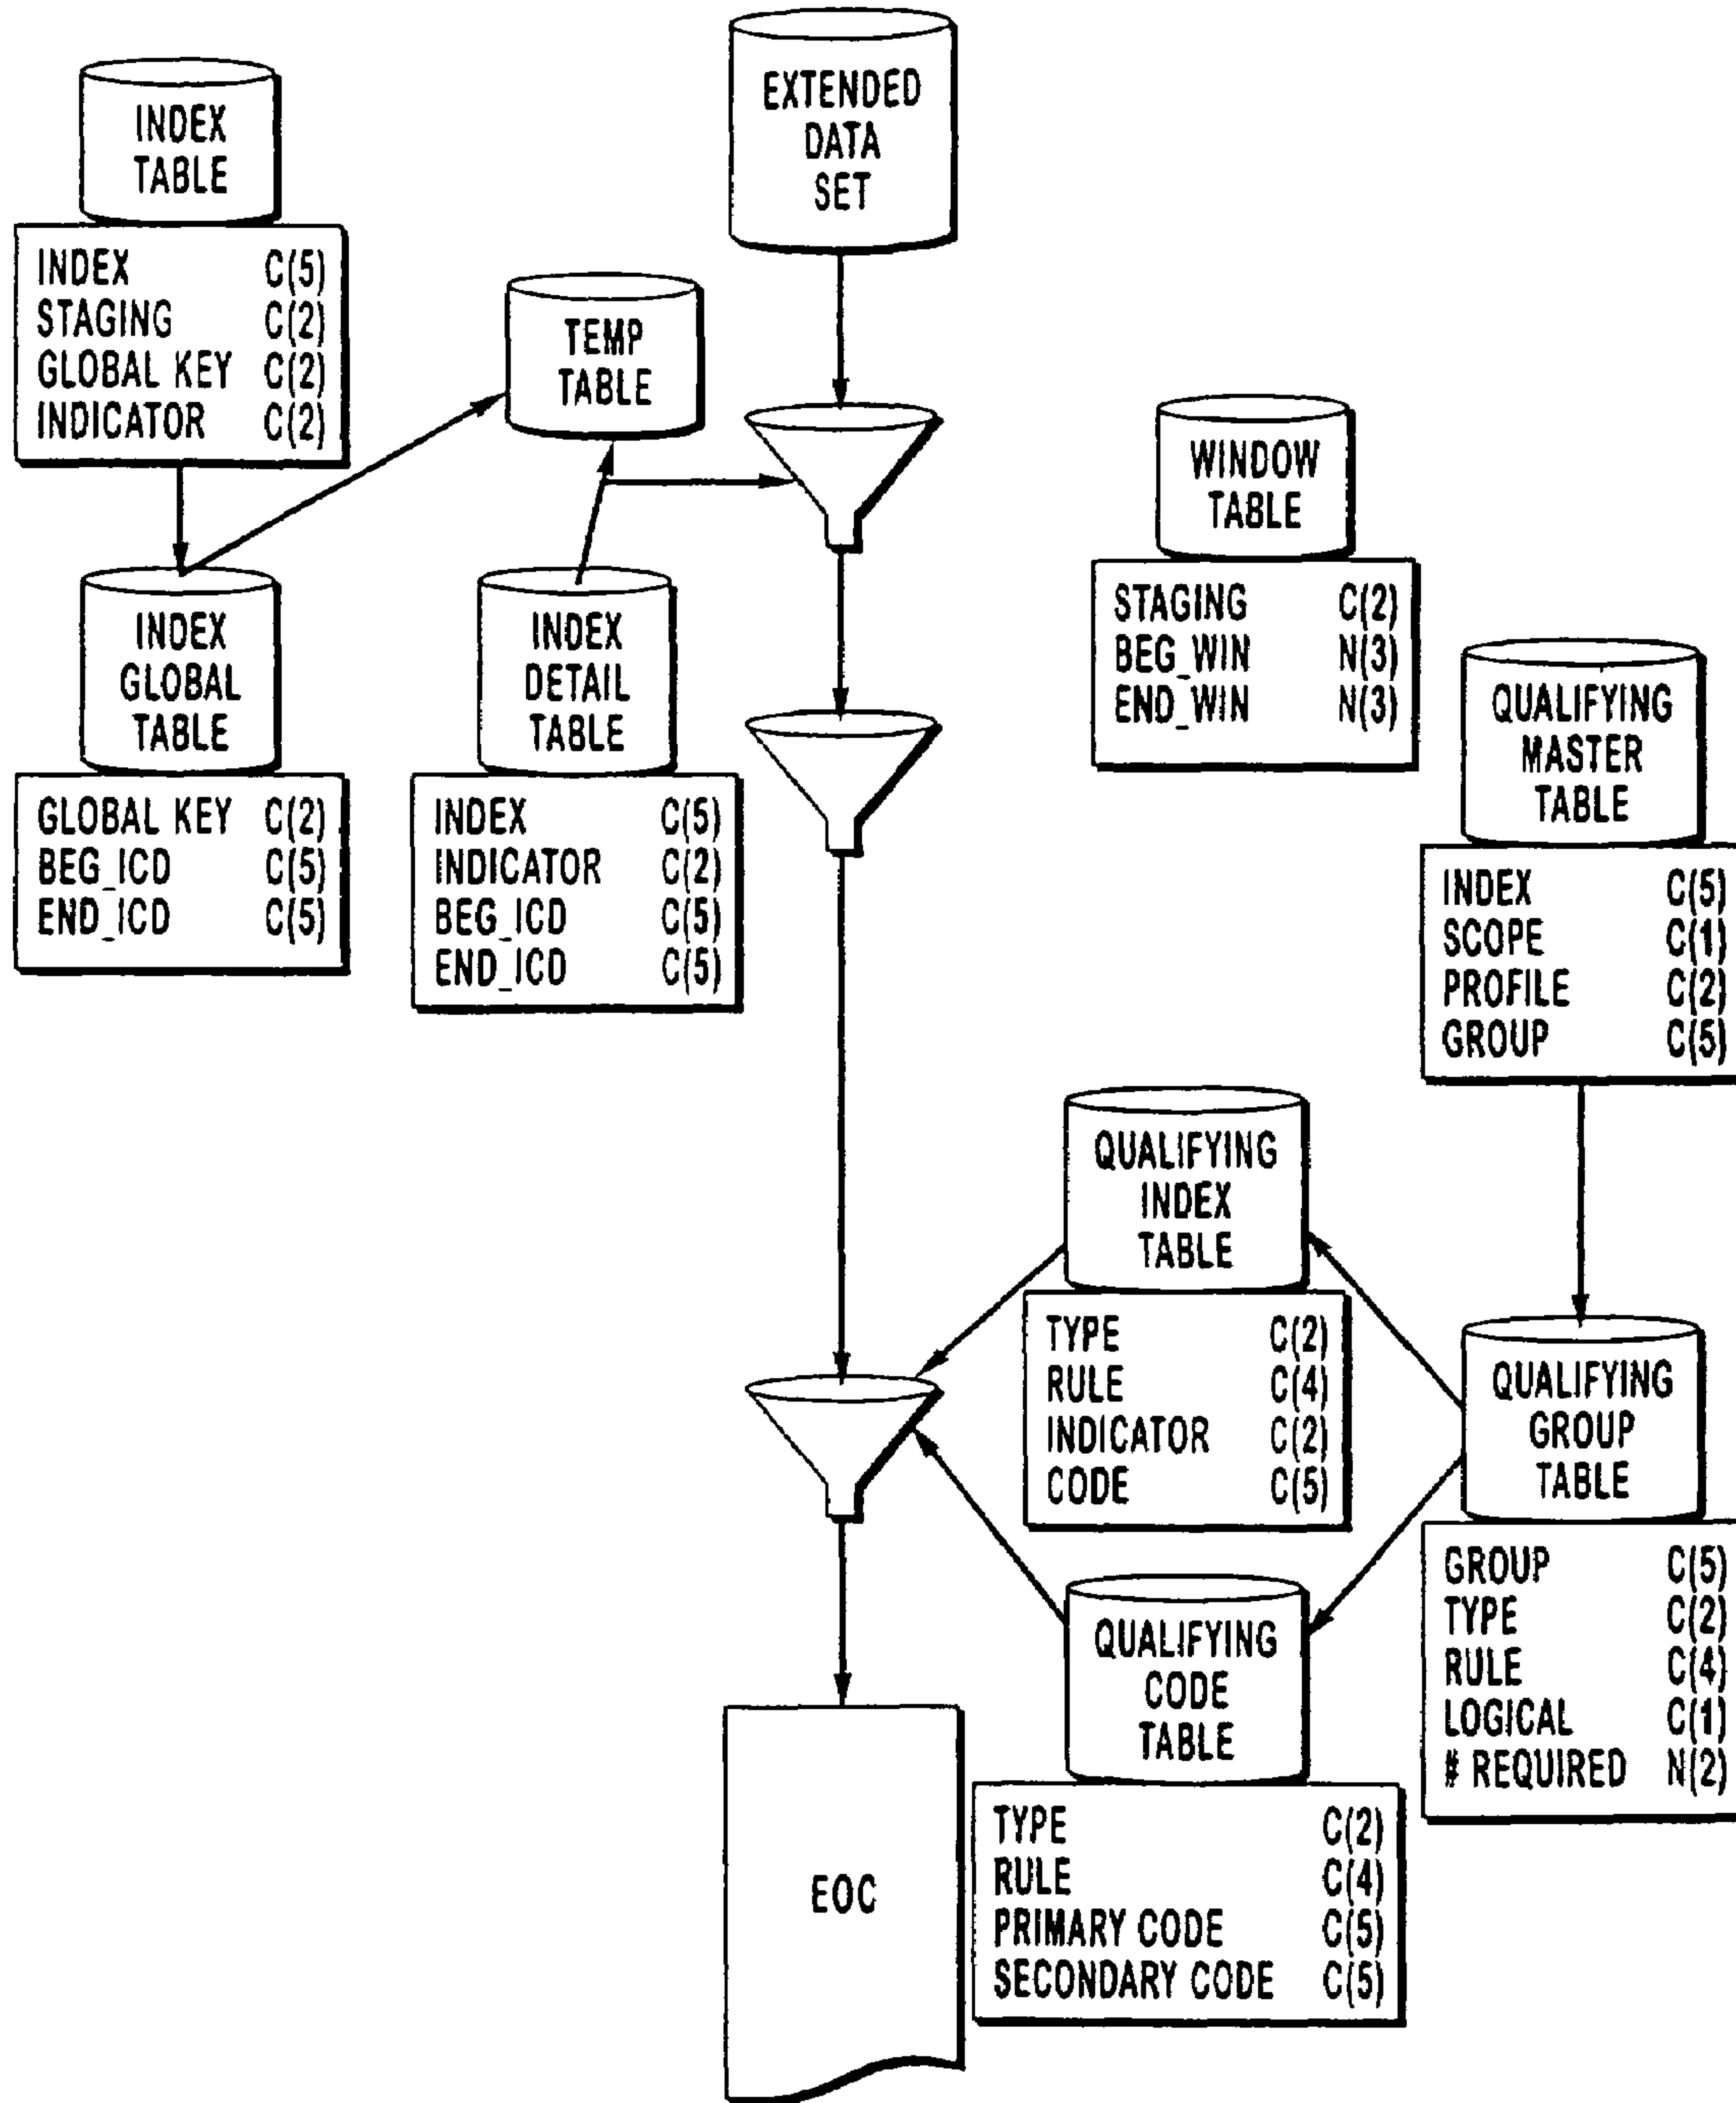 EXTENDED
DATA
SET
INDEX
TABLE
INDEX C(5)
STAGING C(2)
GLOBAL KEY C(2)
INDICATOR C(2)
TEMP
TABLE
WINDOW
TABLE
STAGING C(2)
BEG_WIN N(3)
END_WIN N(3)
INDEX
GLOBAL
TABLE
GLOBAL KEY C(2)
BEG_ICD C(5)
END_ICD C(5)
INDEX
DETAIL
TABLE
INDEX C(5)
INDICATOR C(2)
BEG_ICD C(5)
END_ICD C(5)
QUALIFYING
MASTER
TABLE
INDEX C(5)
SCOPE C(1)
PROFILE C(2)
GROUP C(5)
QUALIFYING
INDEX
TABLE
TYPE C(2)
RULE C(4)
INDICATOR C(2)
CODE C(5)
QUALIFYING
GROUP
TABLE
GROUP C(5)
TYPE C(2)
RULE C(4)
LOGICAL C(1)
# REQUIRED N(2)
QUALIFYING
CODE
TABLE
TYPE C(2)
RULE C(4)
PRIMARY CODE C(5)
SECONDARY CODE C(5)
EOC